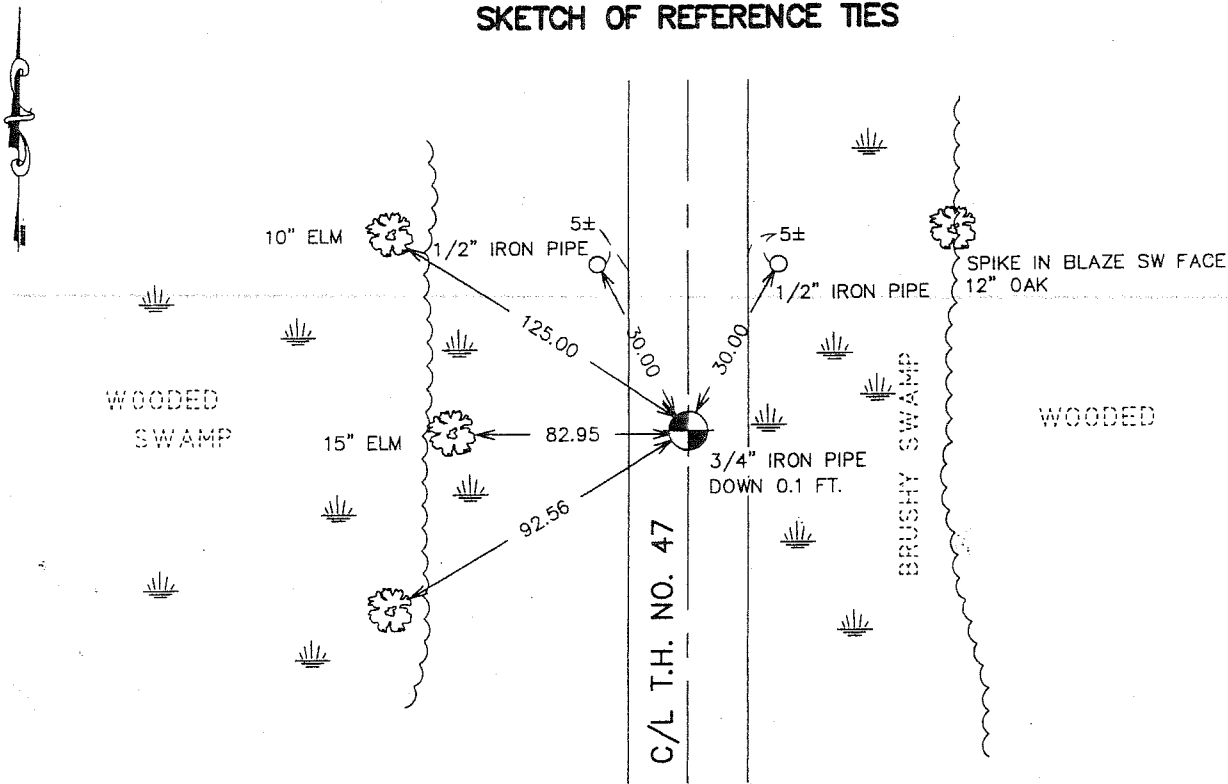 SKETCH OF REFERENCE TIES
10" ELM
1/2" IRON PIPE
5±
5±
SPIKE IN BLAZE SW FACE
12" OAK
1/2" IRON PIPE
125.00
30.00
30.00
WOODED
SWAMP
15" ELM
82.95
3/4" IRON PIPE
DOWN 0.1 FT.
BRUSHY SWAMP
WOODED
92.56
C/L T.H. NO. 47